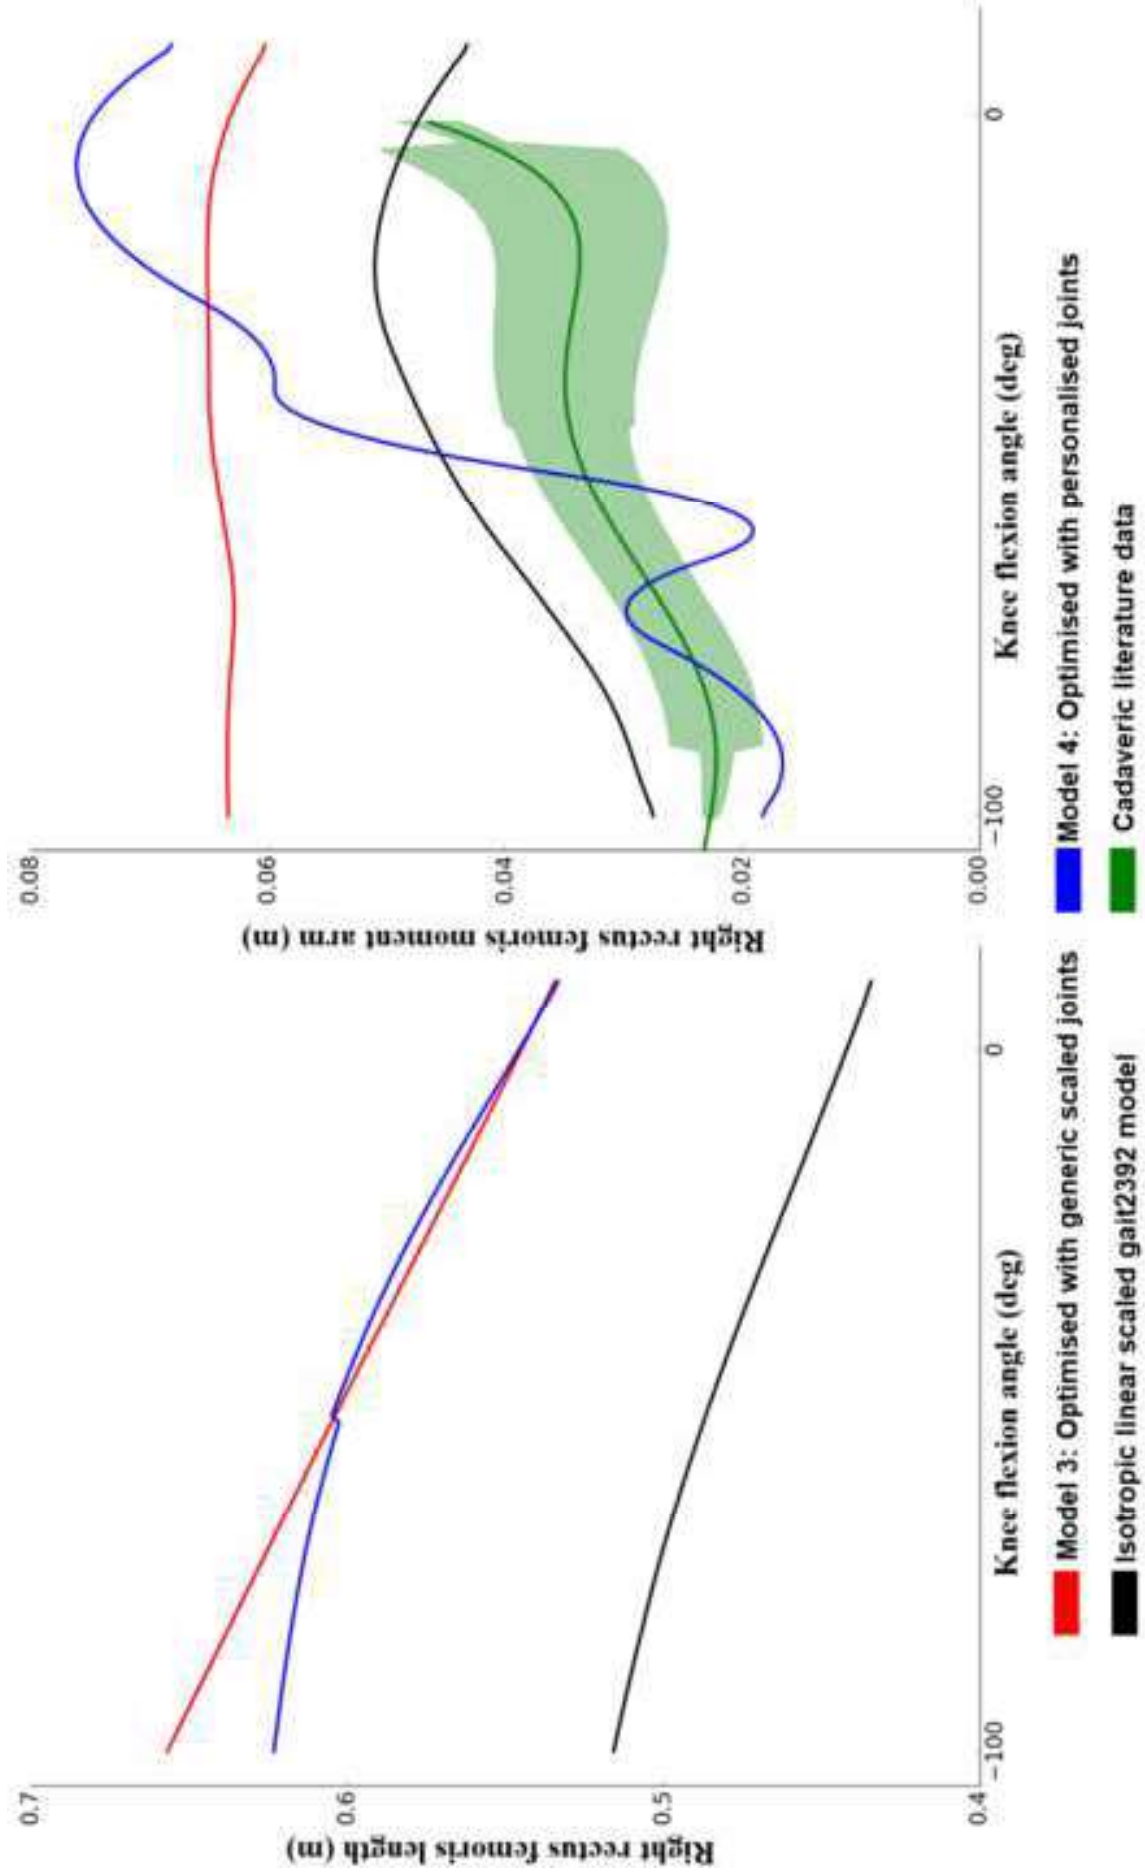 Right rectus femoris length (m)
0.7
0.6
0.5
0.4
−100
0
Knee flexion angle (deg)
Right rectus femoris moment arm (m)
0.08
0.06
0.04
0.02
0.00
−100
0
Knee flexion angle (deg)
Model 3: Optimised with generic scaled joints
Model 4: Optimised with personalised joints
Isotropic linear scaled gait2392 model
Cadaveric literature data